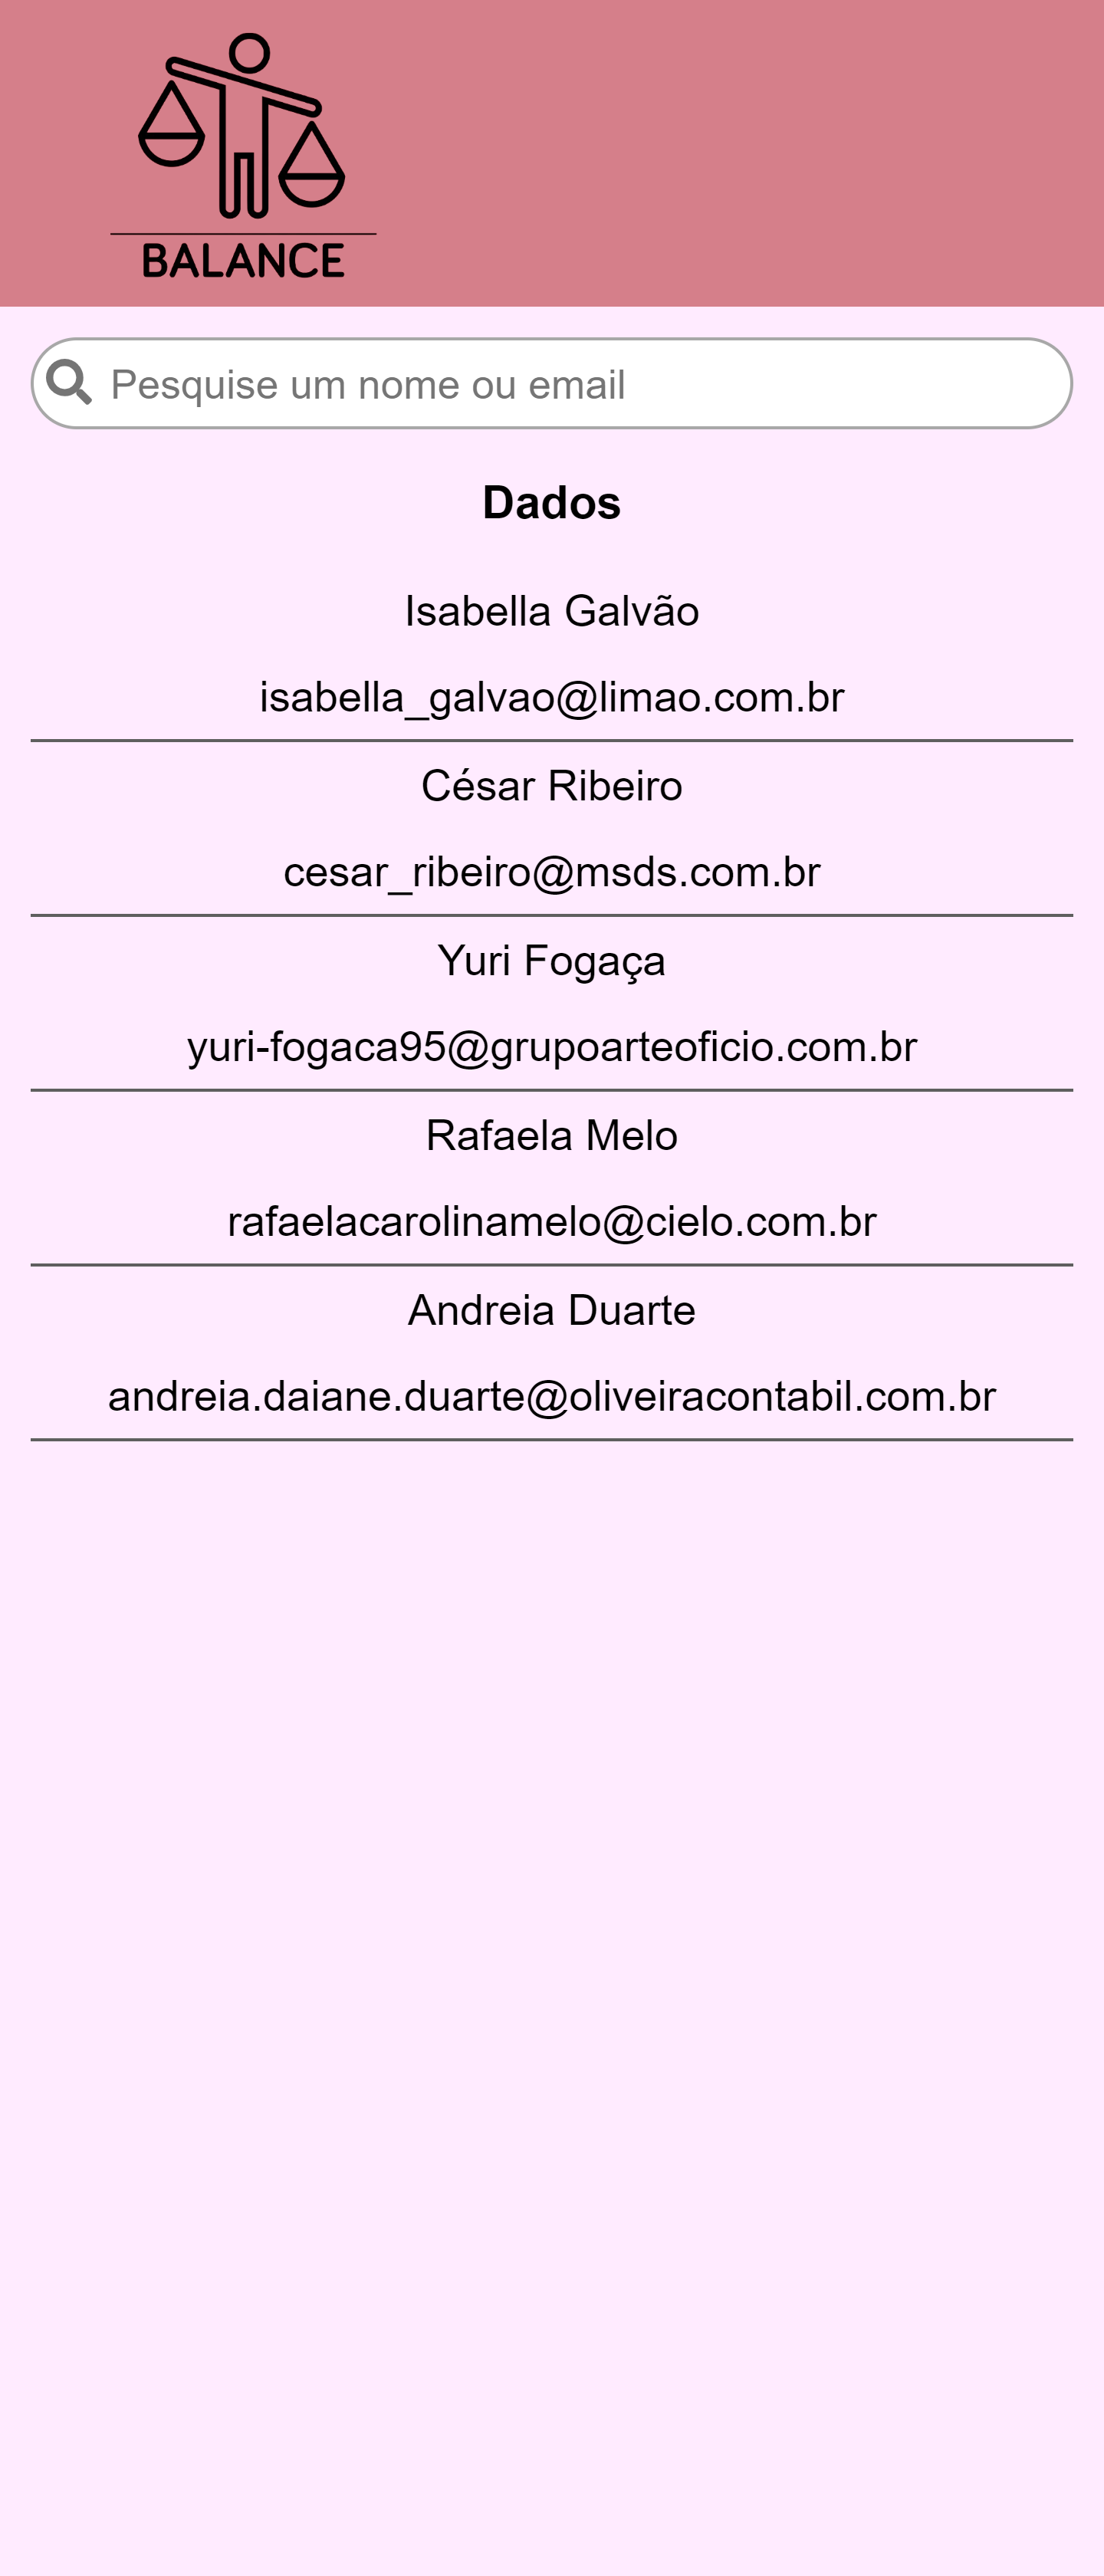 BALANCE
Pesquise um nome ou email
Dados
Isabella Galvão
isabella_galvao@limao.com.br
César Ribeiro
cesar_ribeiro@msds.com.br
Yuri Fogaça
yuri-fogaca95@grupoarteoficio.com.br
Rafaela Melo
rafaelacarolinamelo@cielo.com.br
Andreia Duarte
andreia.daiane.duarte@oliveiracontabil.com.br